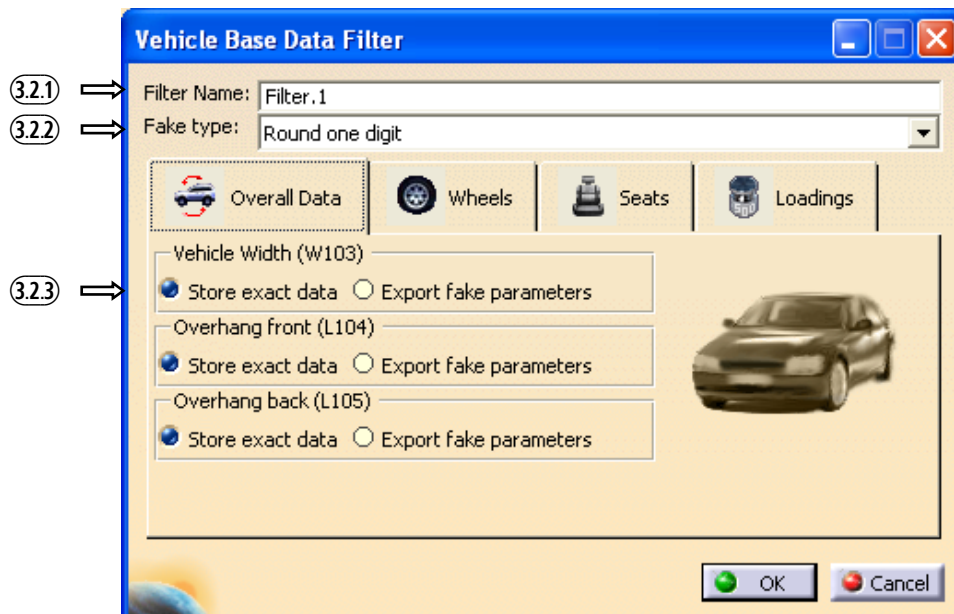 Vehicle Base Data Filter
3.2.1
Filter Name: Filter.1
3.2.2
Fake type: Round one digit
Overall Data Wheels Seats Loadings
Vehicle Width (W103)
3.2.3
Store exact data Export fake parameters
Overhang front (L104)
Store exact data Export fake parameters
Overhang back (L105)
Store exact data Export fake parameters
OK Cancel